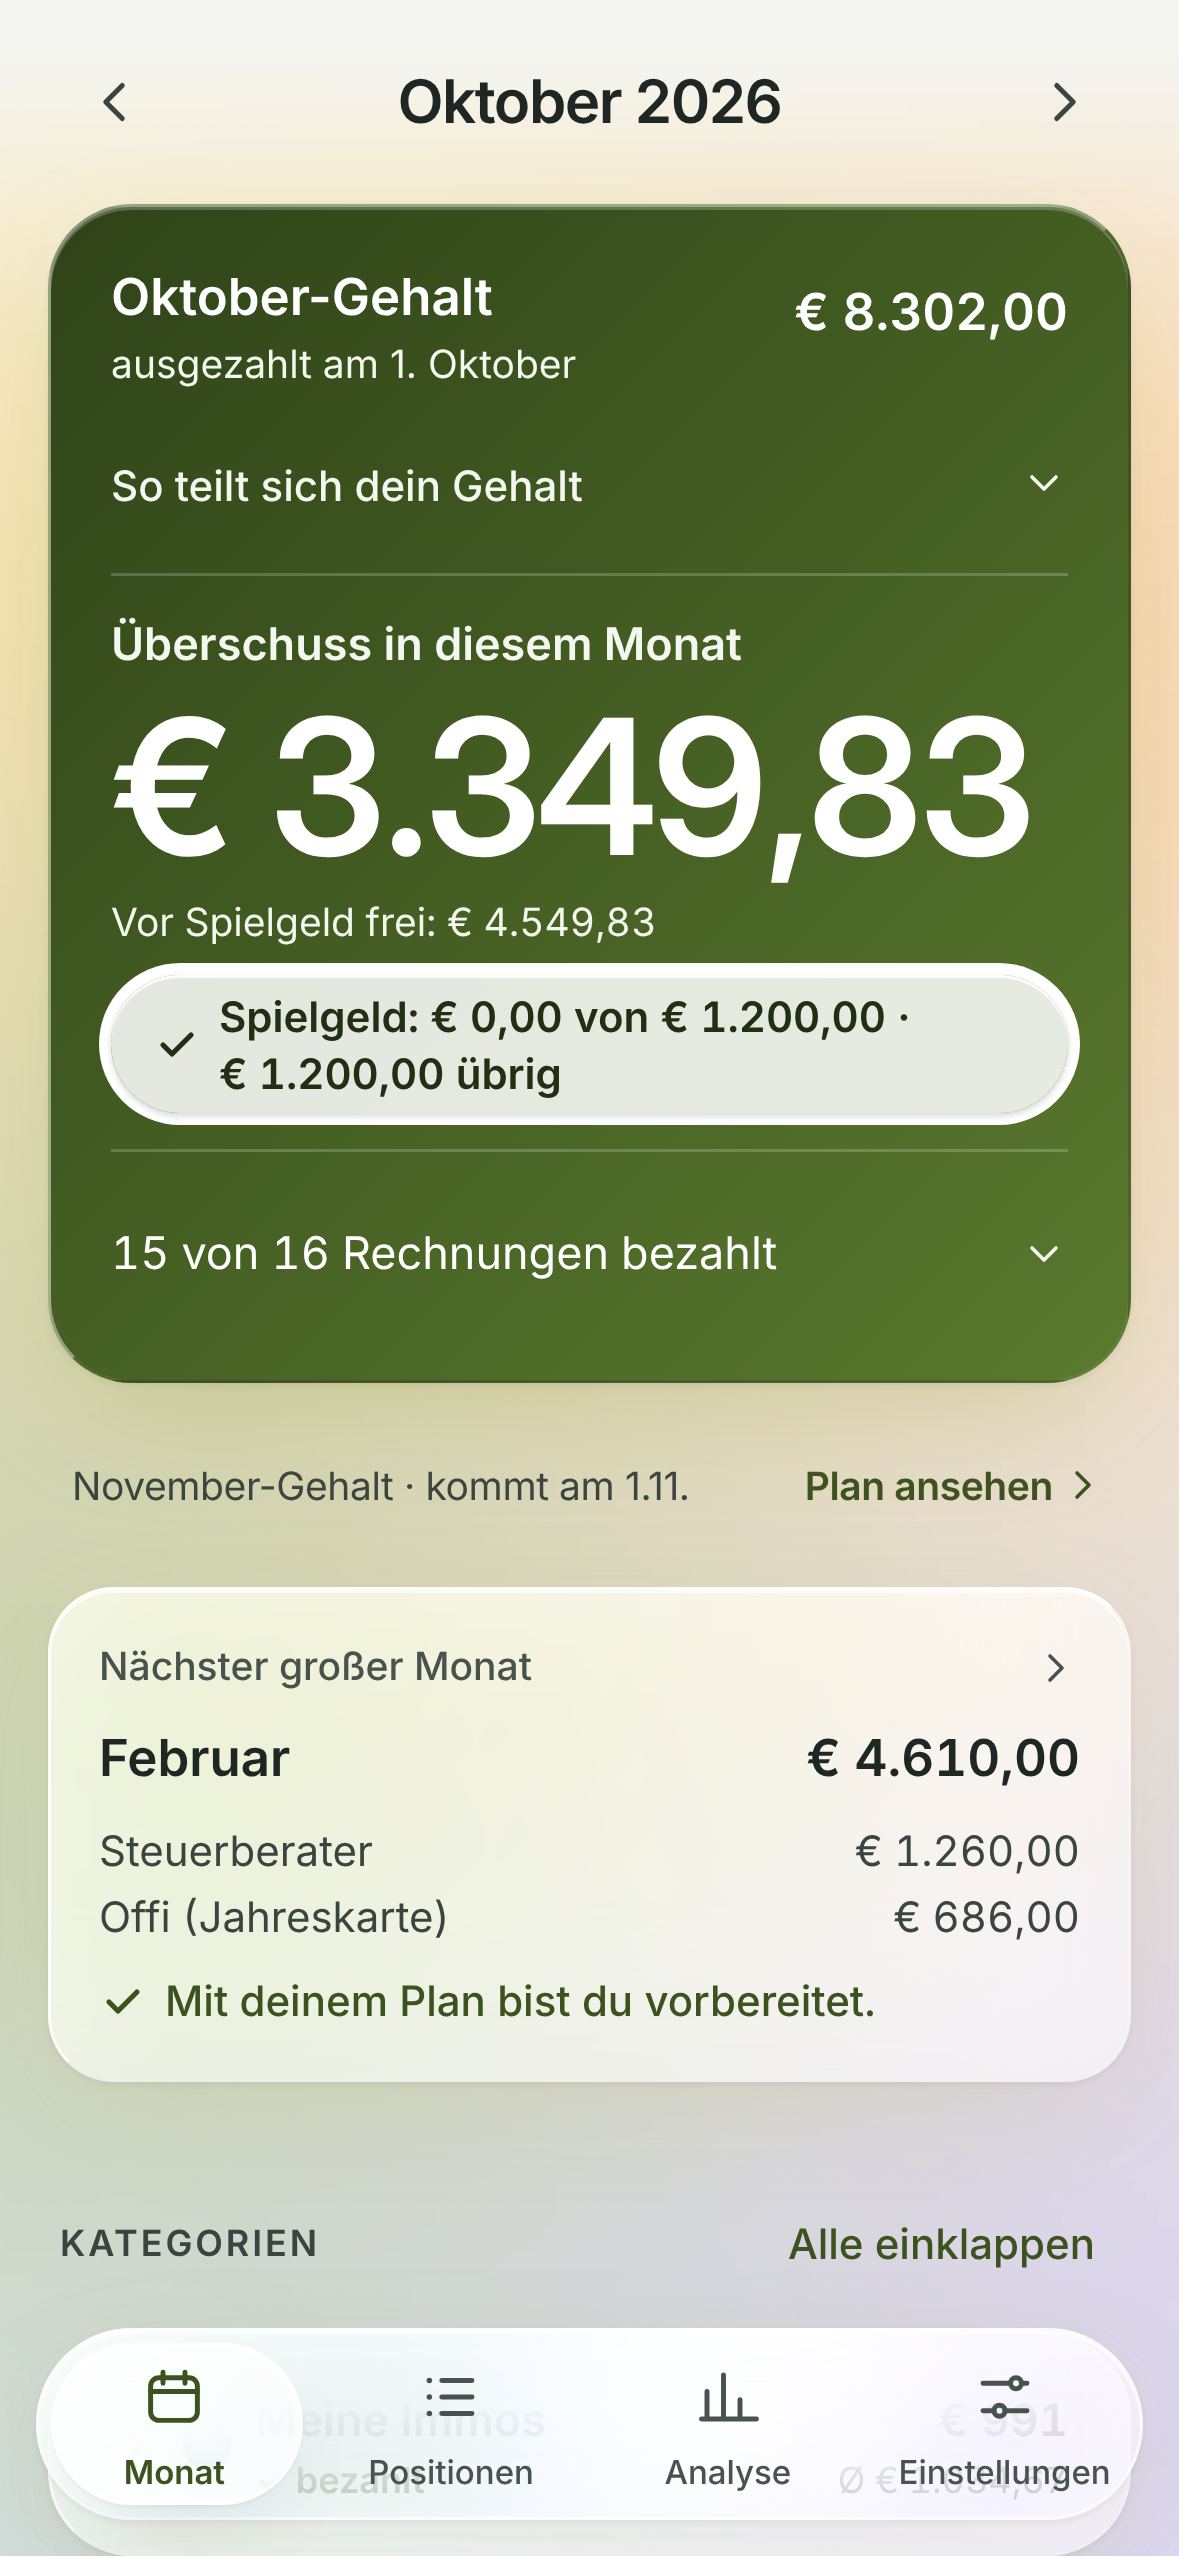 Oktober 2026
Oktober-Gehalt
€ 8.302,00
ausgezahlt am 1. Oktober
So teilt sich dein Gehalt
Überschuss in diesem Monat
€ 3.349,83
Vor Spielgeld frei: € 4.549,83
Spielgeld: € 0,00 von € 1.200,00 ·
€ 1.200,00 übrig
15 von 16 Rechnungen bezahlt
November-Gehalt · kommt am 1.11.
Plan ansehen
Nächster großer Monat
Februar
€ 4.610,00
Steuerberater
€ 1.260,00
Offi (Jahreskarte)
€ 686,00
Mit deinem Plan bist du vorbereitet.
KATEGORIEN
Alle einklappen
Meine Immos
€ 991
bezahlt
Monat
Positionen
Analyse
Einstellungen